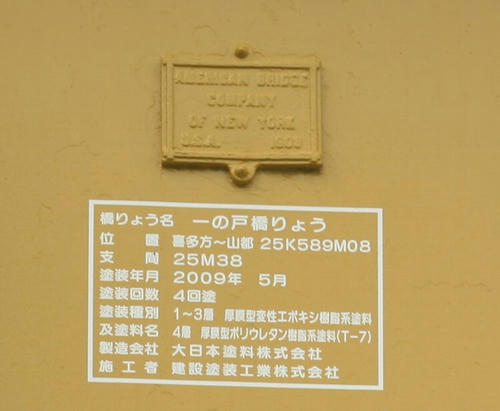 AMERICAN BRIDGE
COMPANY
OF NEW YORK
U.S.A. 1908
橋りょう名 一の戸橋りょう
位 置 喜多方〜山都 25K589M08
支 間 25M38
塗装年月 2009年 5月
塗装回数 4回塗
塗装種別 1〜3層 厚膜型変性エポキシ樹脂系塗料
及塗料名 4層 厚膜型ポリウレタン樹脂系塗料(T-7)
製造会社 大日本塗料株式会社
施工者 建設塗装工業株式会社